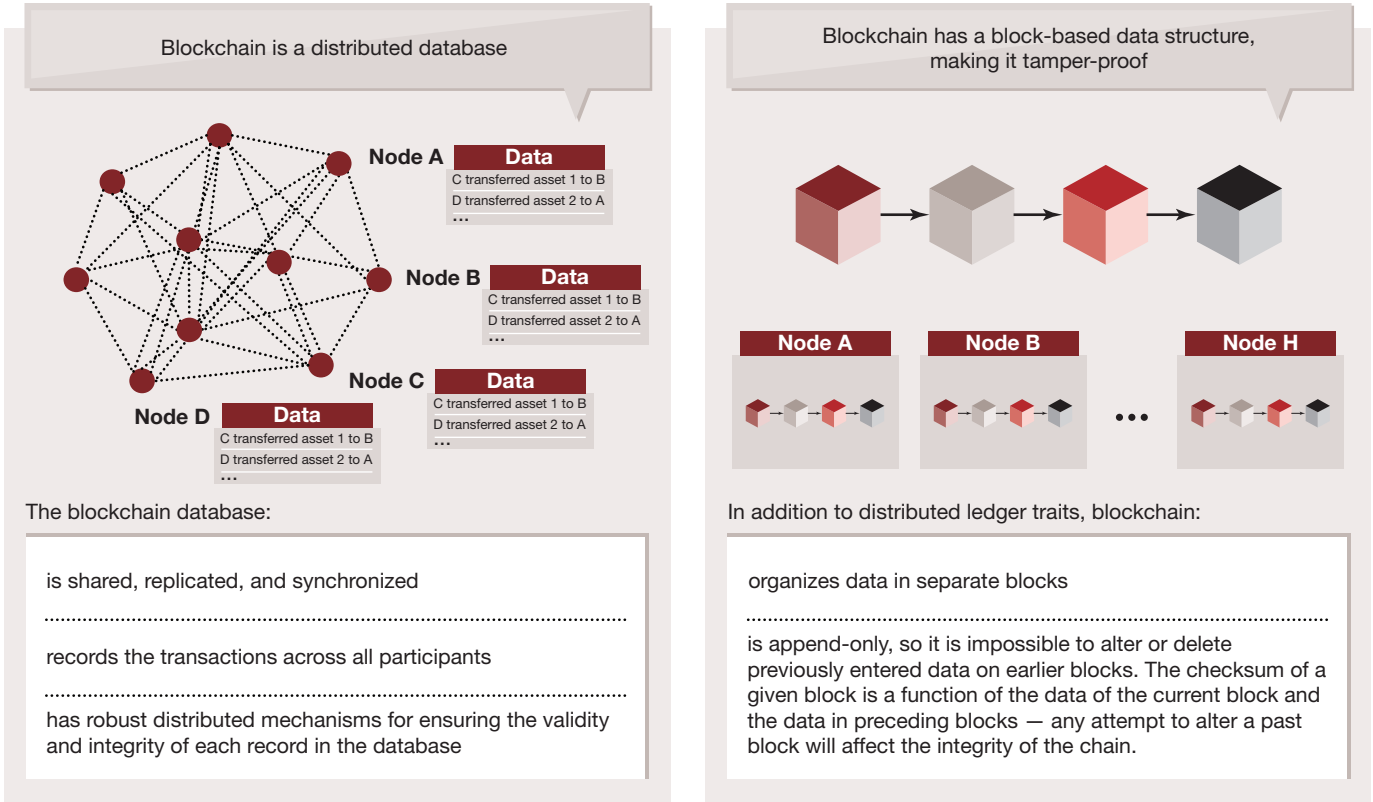 Blockchain is a distributed database
Node A
Data
C transferred asset 1 to B
D transferred asset 2 to A
...
Node B
Data
C transferred asset 1 to B
D transferred asset 2 to A
...
Node C
Data
C transferred asset 1 to B
D transferred asset 2 to A
...
Node D
Data
C transferred asset 1 to B
D transferred asset 2 to A
...
The blockchain database:
is shared, replicated, and synchronized
records the transactions across all participants
has robust distributed mechanisms for ensuring the validity
and integrity of each record in the database
Blockchain has a block-based data structure,
making it tamper-proof
Node A
Node B
...
Node H
In addition to distributed ledger traits, blockchain:
organizes data in separate blocks
is append-only, so it is impossible to alter or delete
previously entered data on earlier blocks. The checksum of a
given block is a function of the data of the current block and
the data in preceding blocks — any attempt to alter a past
block will affect the integrity of the chain.